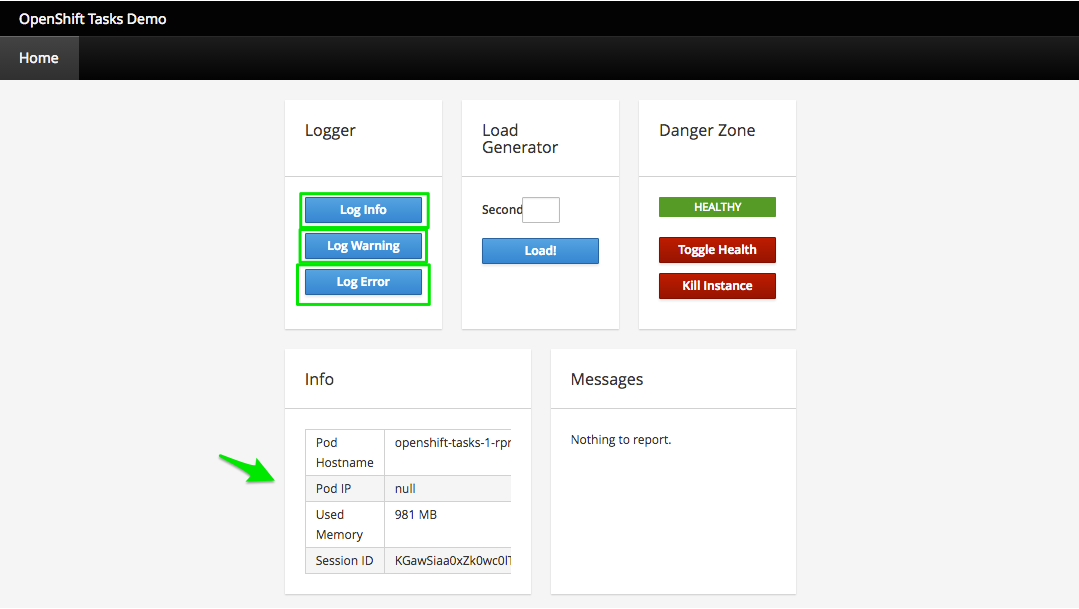 OpenShift Tasks Demo
Home
Logger
Log Info
Log Warning
Log Error
Load
Generator
Second
Load!
Danger Zone
HEALTHY
Toggle Health
Kill Instance
Info
Pod
Hostname
openshift-tasks-1-rpr
Pod IP
null
Used
Memory
981 MB
Session ID
KGawSiaa0xZk0wc0lT
Messages
Nothing to report.